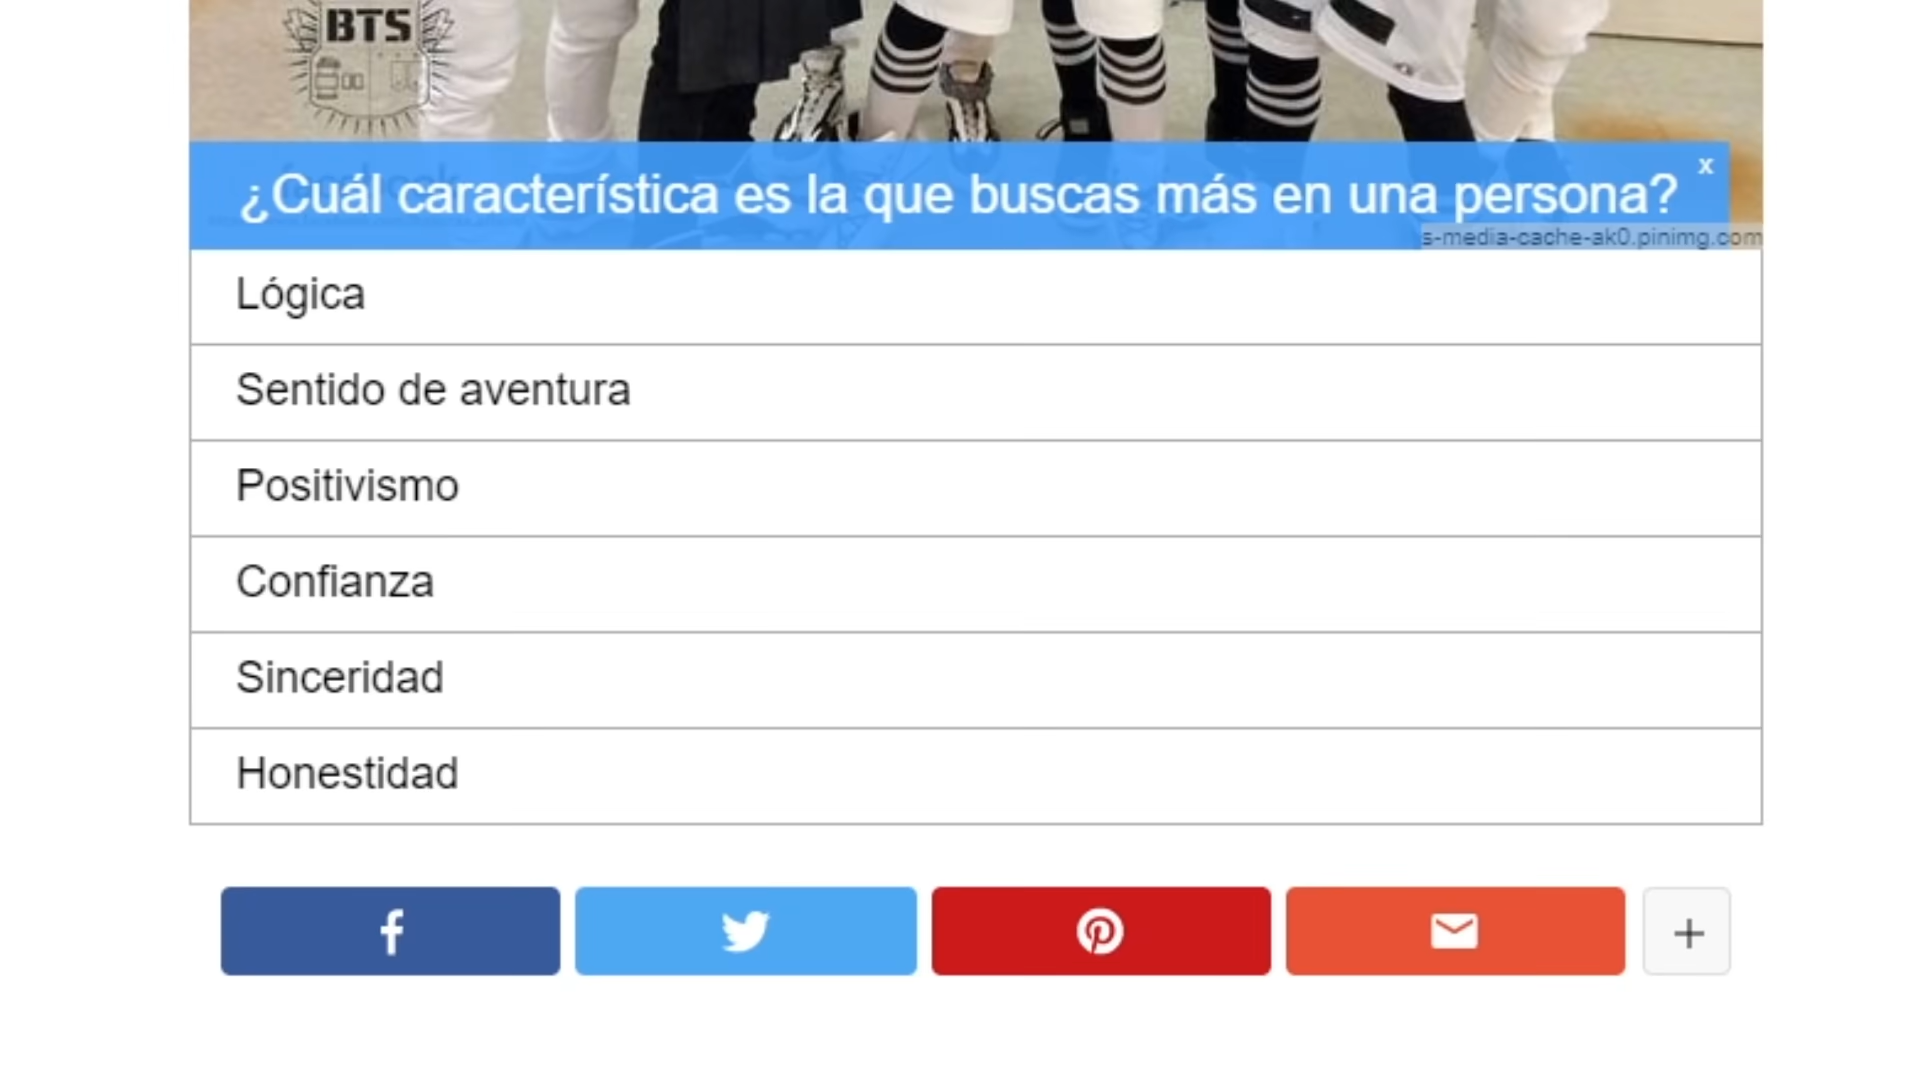 BTS
¿Cuál característica es la que buscas más en una persona?
x
s-media-cache-ak0.pinimg.com
Lógica
Sentido de aventura
Positivismo
Confianza
Sinceridad
Honestidad